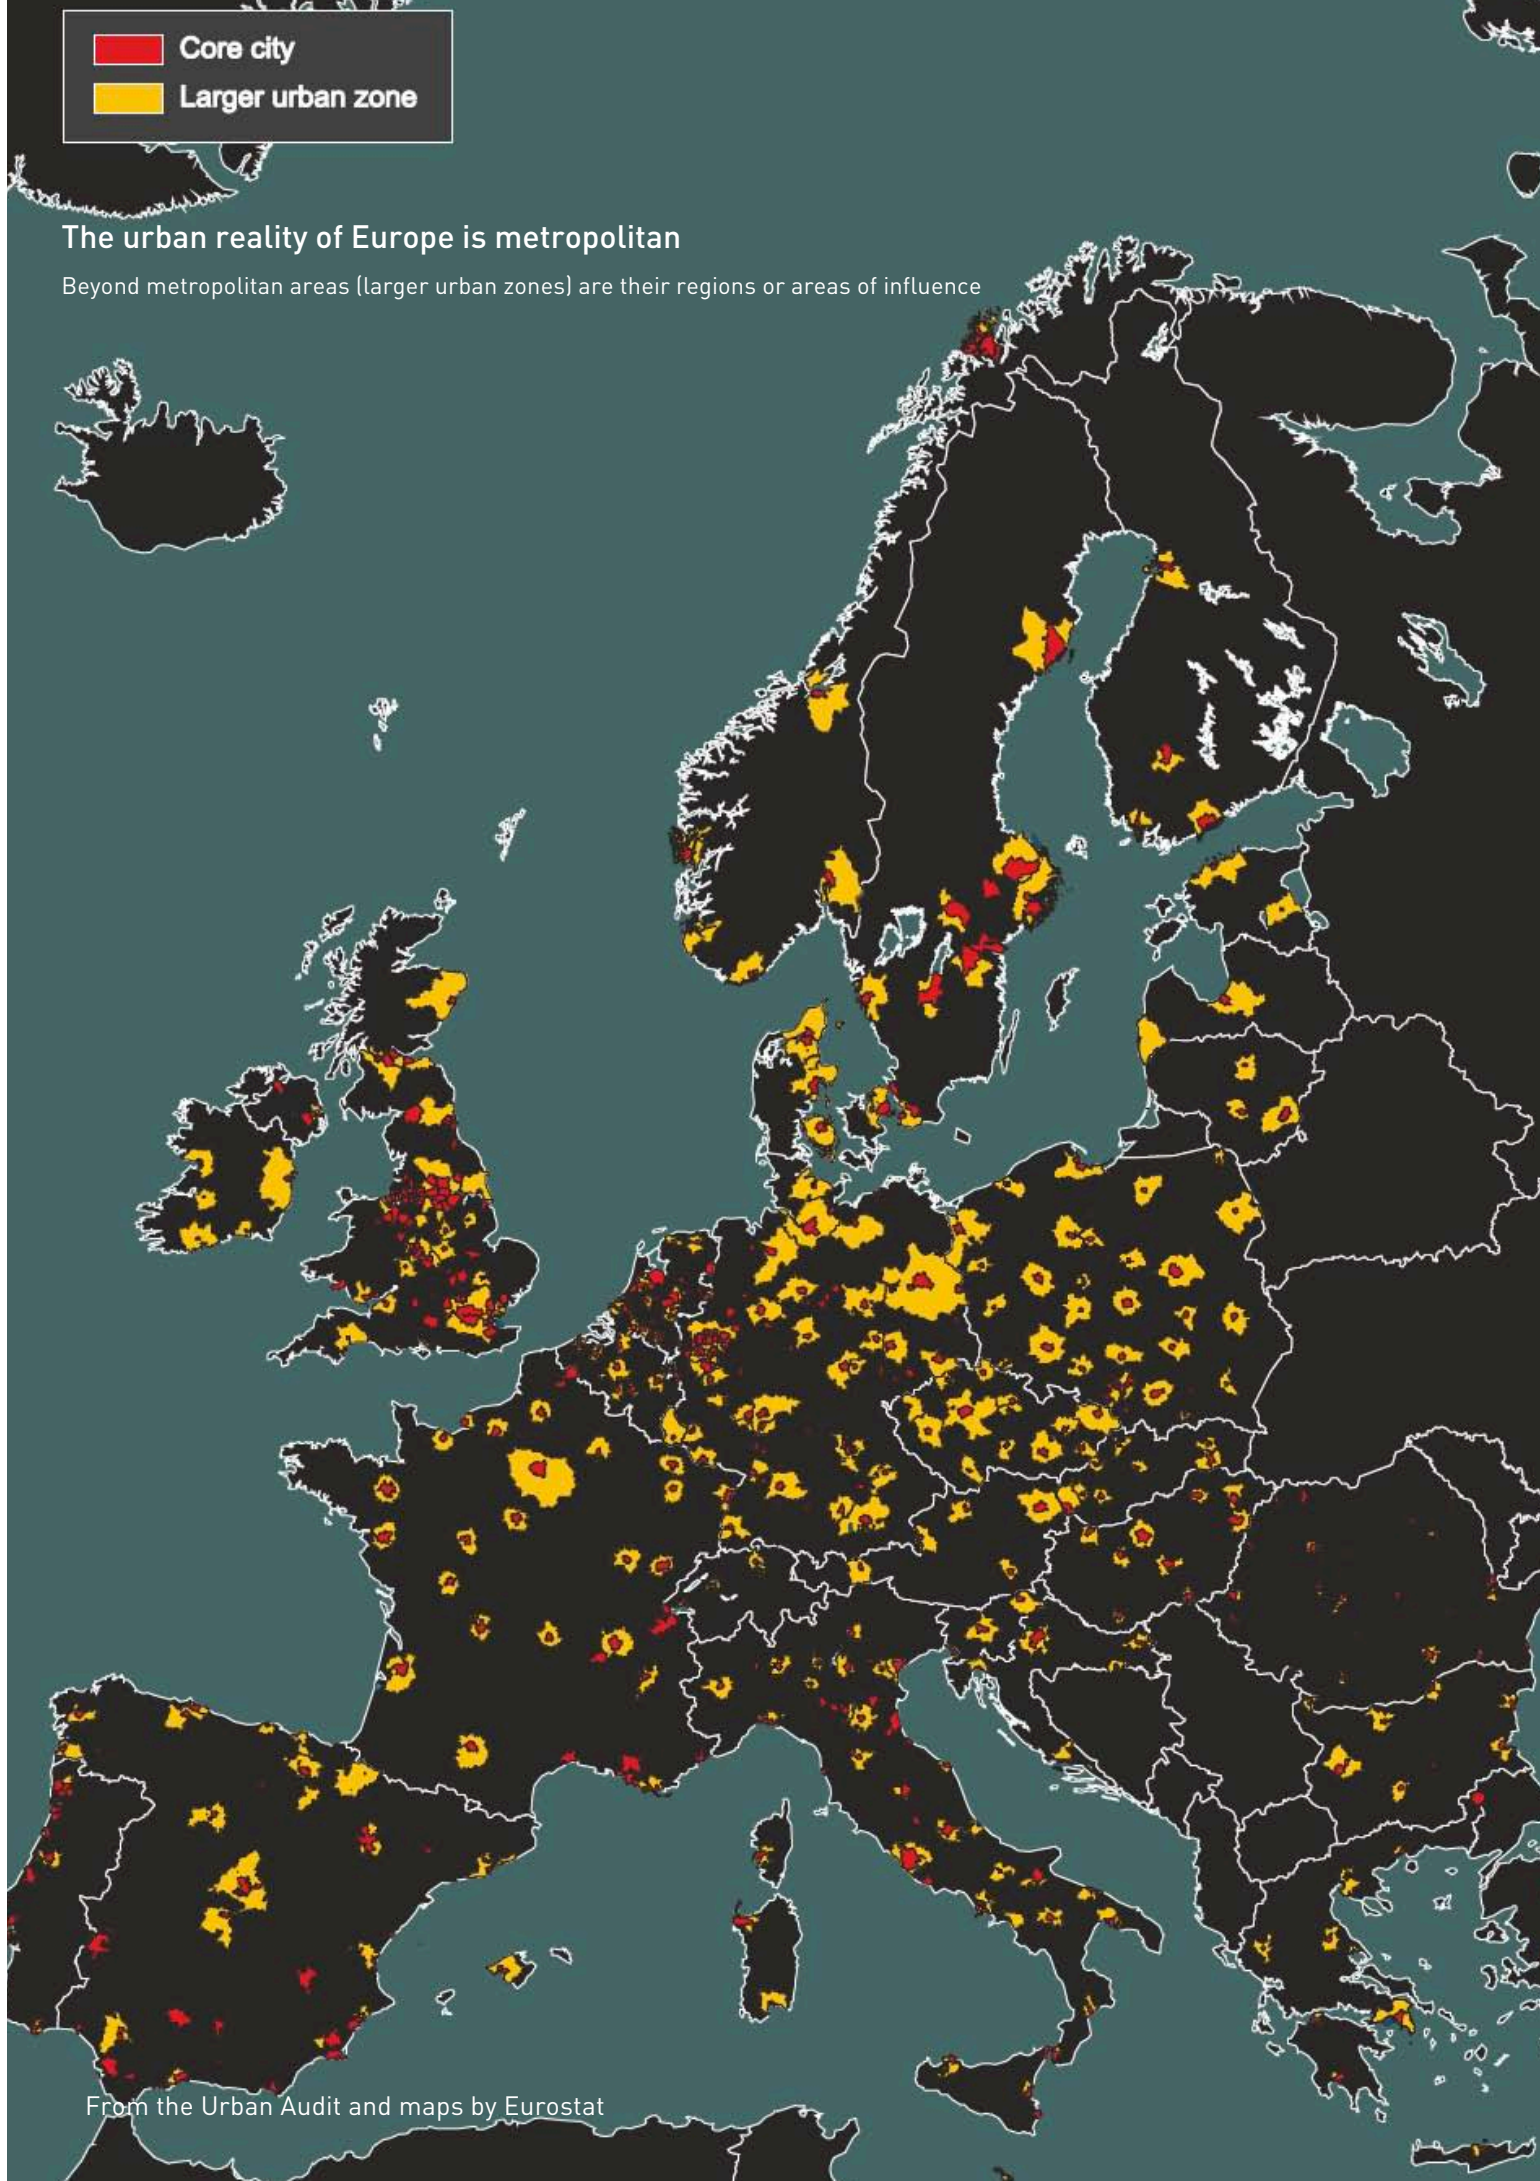 Core city
Larger urban zone
The urban reality of Europe is metropolitan
Beyond metropolitan areas (larger urban zones) are their regions or areas of influence
From the Urban Audit and maps by Eurostat